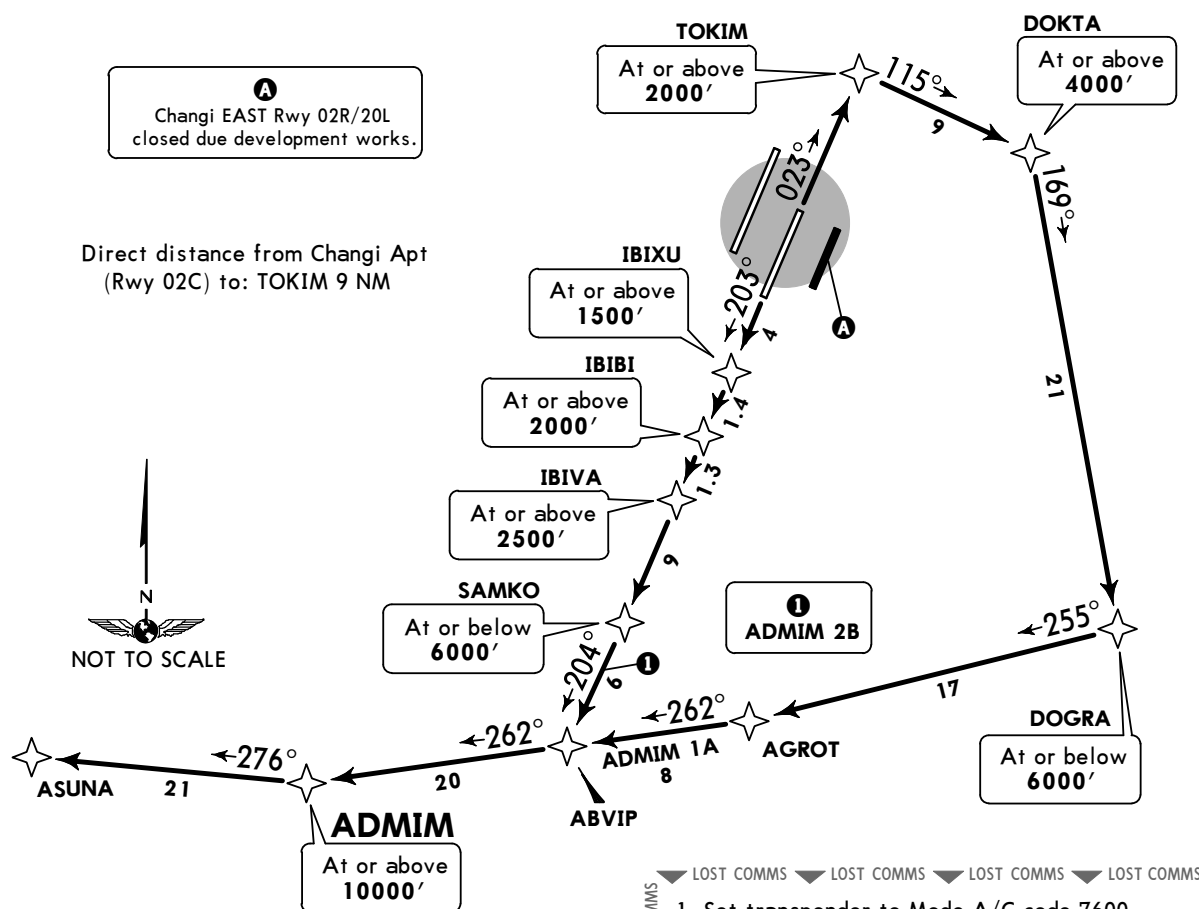 TOKIM
At or above
2000'
DOKTA
At or above
4000'
A
Changi EAST Rwy 02R/20L
closed due development works.
115°
9
023°
169°
Direct distance from Changi Apt
(Rwy 02C) to: TOKIM 9 NM
IBIXU
At or above
1500'
203°
4
A
IBIBI
At or above
2000'
1.4
21
IBIVA
At or above
2500'
1.3
9
N
NOT TO SCALE
SAMKO
At or below
6000'
1
ADMIM 2B
204°
6
1
255°
17
DOGRA
At or below
6000'
262°
AGROT
ADMIM 1A
8
262°
20
ABVIP
276°
21
ASUNA
ADMIM
At or above
10000'
LOST COMMS LOST COMMS LOST COMMS LOST COMMS